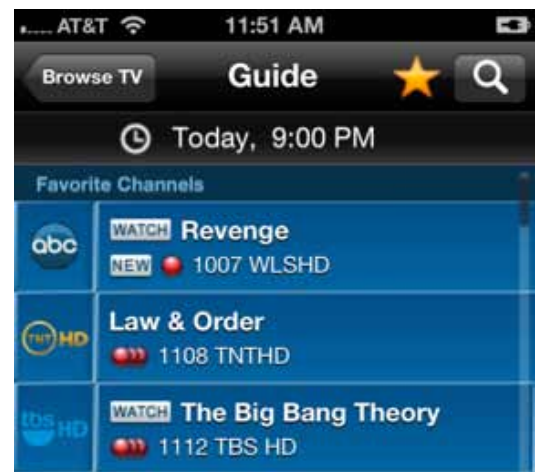 AT&T 11:51 AM
Browse TV Guide
Today, 9:00 PM
Favorite Channels
abc WATCH Revenge
NEW 1007 WLSHD
TNT HD Law & Order
1108 TNTHD
tbs HD WATCH The Big Bang Theory
1112 TBS HD